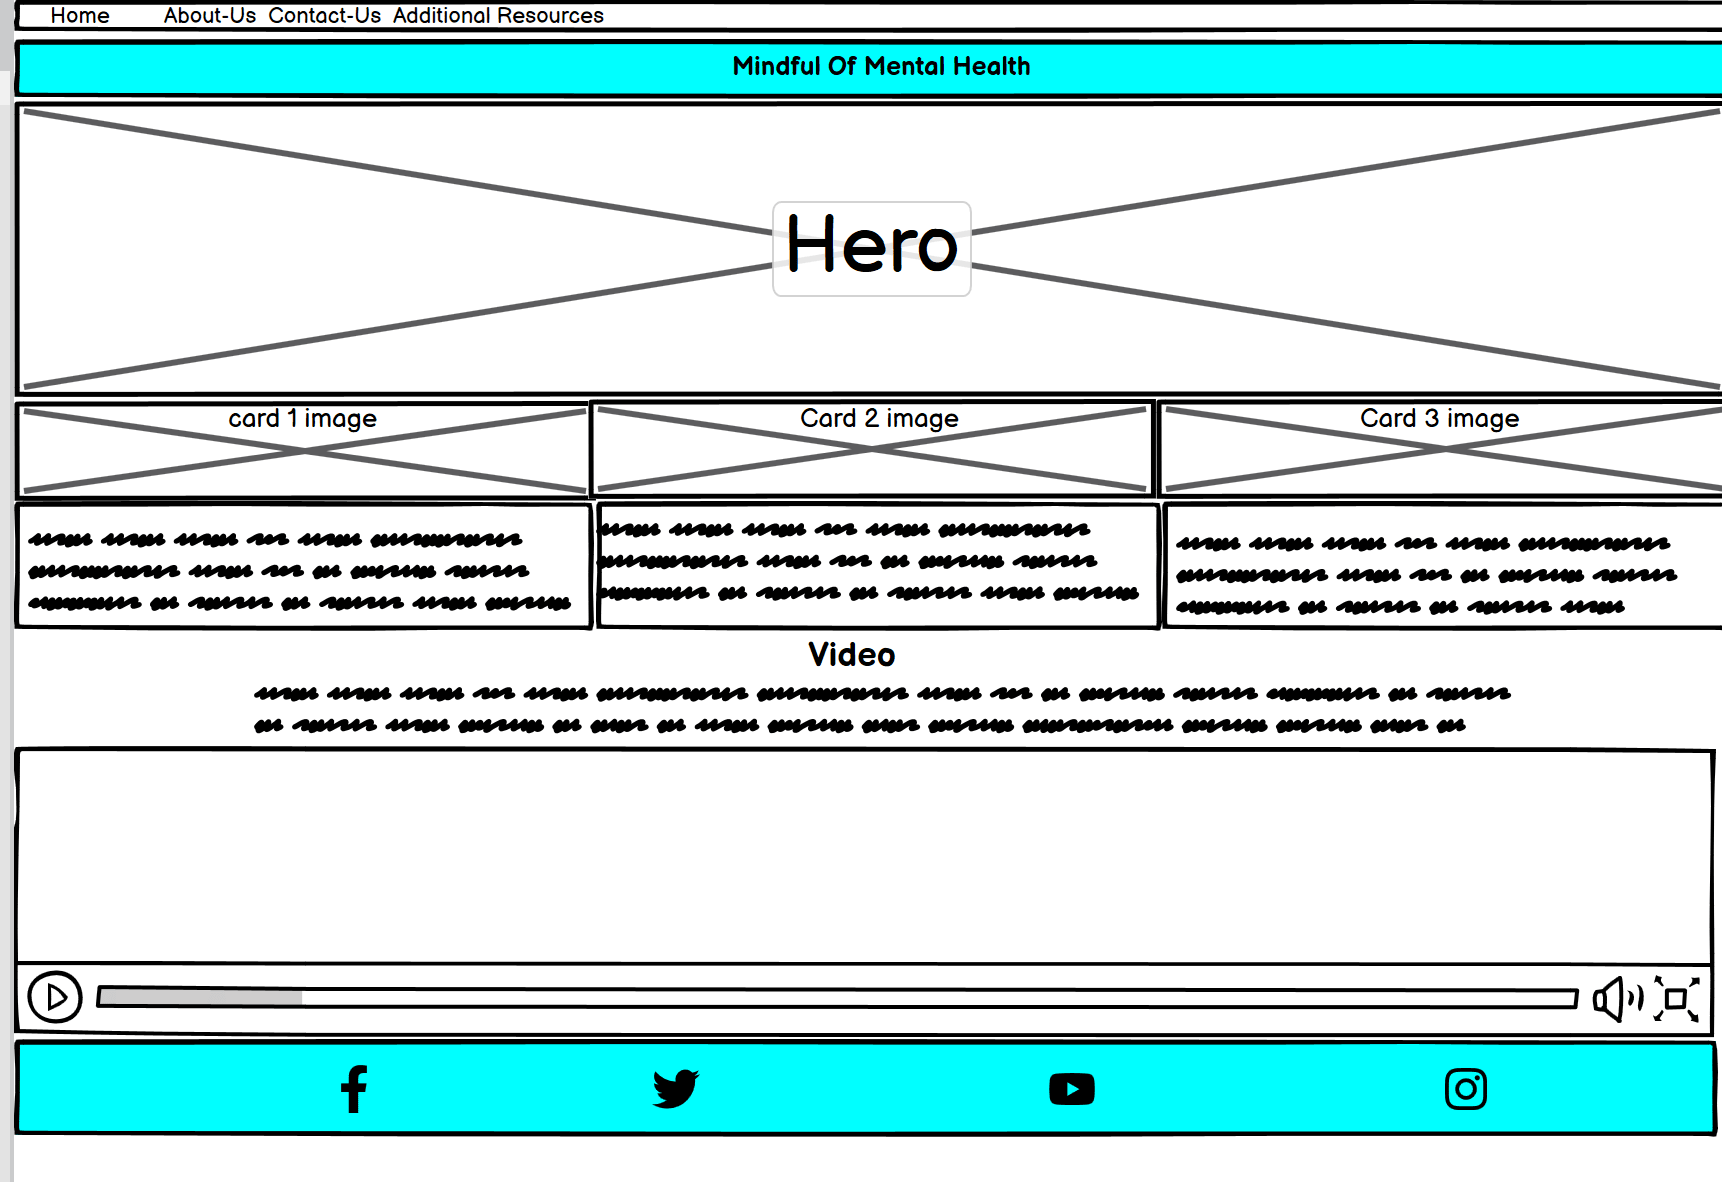 Home About-Us Contact-Us Additional Resources
Mindful Of Mental Health
Hero
card 1 image
Card 2 image
Card 3 image
Video